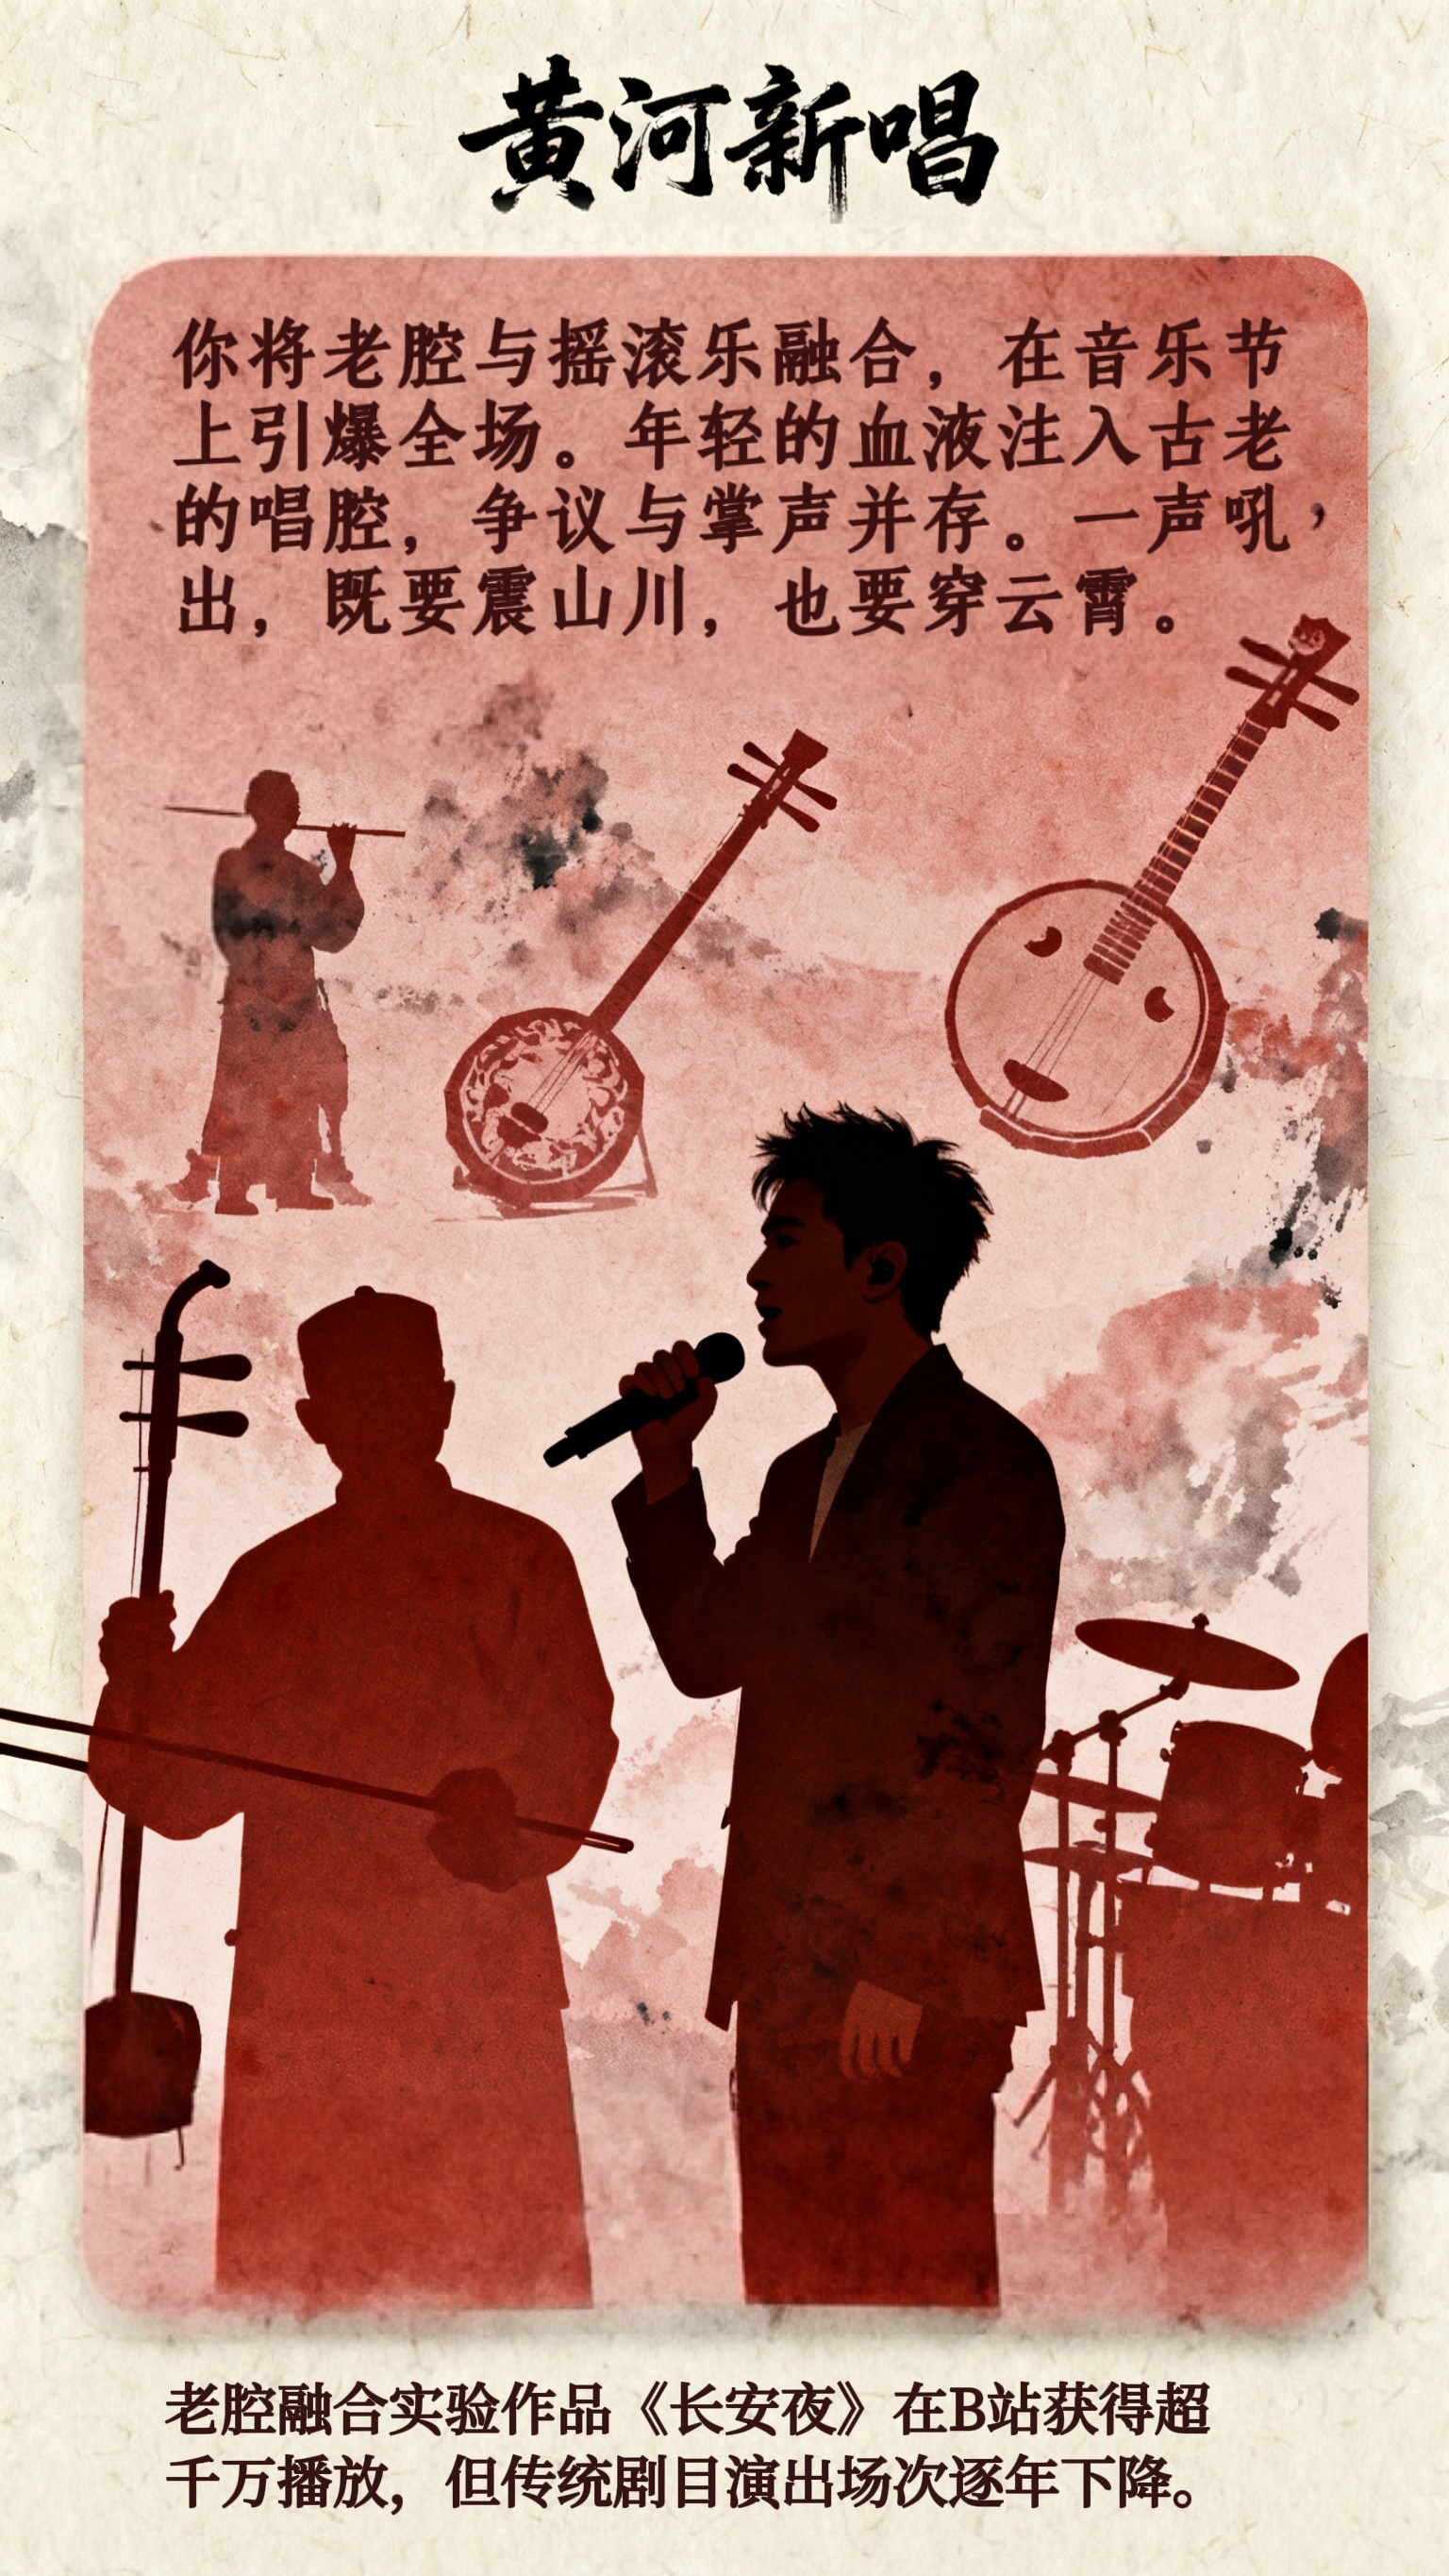 黄河新唱
你将老腔与摇滚乐融合，在音乐节
上引爆全场。年轻的血液注入古老
的唱腔，争议与掌声并存。一声吼，
出，既要震山川，也要穿云霄。
老腔融合实验作品《长安夜》在B站获得超
千万播放，但传统剧目演出场次逐年下降。